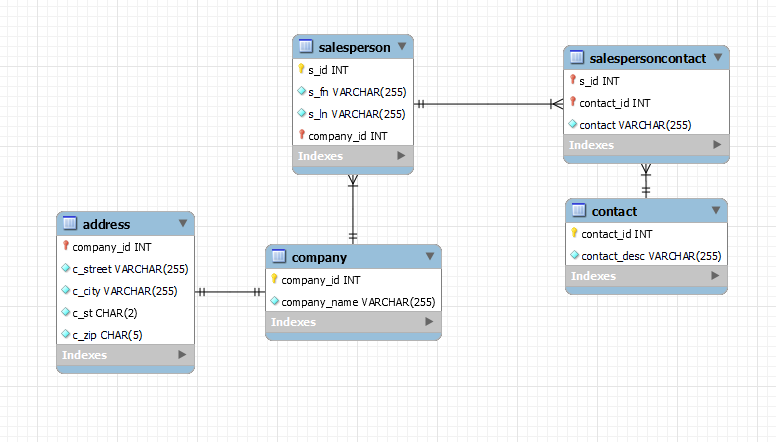 salesperson
s_id INT
s_fn VARCHAR(255)
s_ln VARCHAR(255)
company_id INT
Indexes
salespersoncontact
s_id INT
contact_id INT
contact VARCHAR(255)
Indexes
address
company_id INT
c_street VARCHAR(255)
c_city VARCHAR(255)
c_st CHAR(2)
c_zip CHAR(5)
Indexes
company
company_id INT
company_name VARCHAR(255)
Indexes
contact
contact_id INT
contact_desc VARCHAR(255)
Indexes